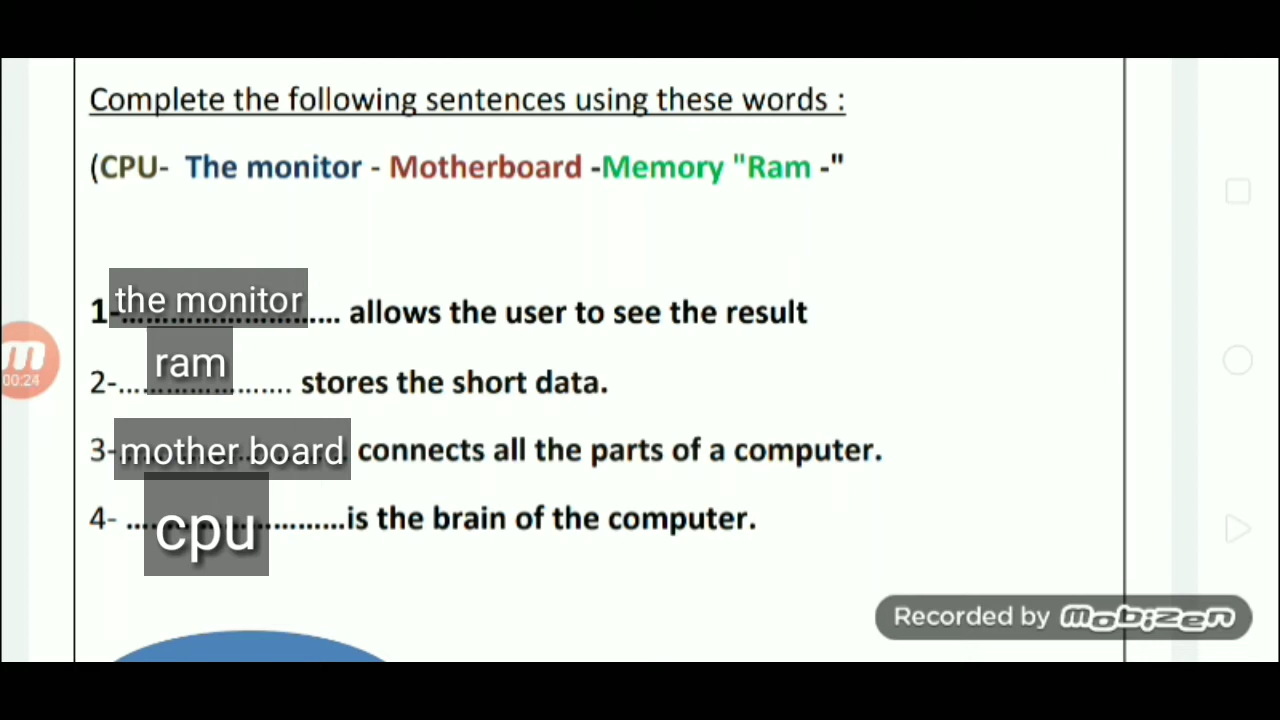 Complete the following sentences using these words :
(CPU- The monitor - Motherboard -Memory "Ram -"
1-the monitor........ allows the user to see the result
ram
2-........................ stores the short data.
3-mother board connects all the parts of a computer.
4- ...........................is the brain of the computer.
cpu
00:24
Recorded by mobizen